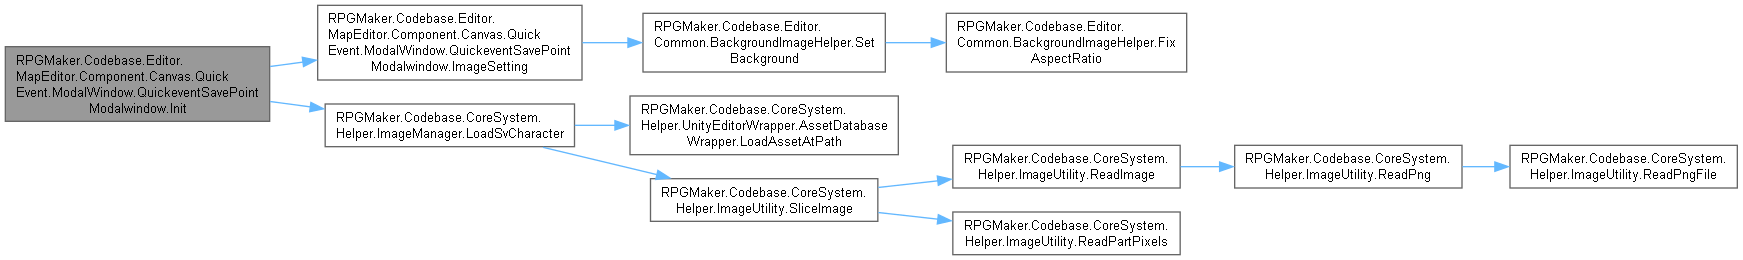 RPGMaker.Codebase.Editor.
MapEditor.Component.Canvas.Quick
Event.ModalWindow.QuickeventSavePoint
Modalwindow.Init
RPGMaker.Codebase.Editor.
MapEditor.Component.Canvas.Quick
Event.ModalWindow.QuickeventSavePoint
Modalwindow.ImageSetting
RPGMaker.Codebase.Editor.
Common.BackgroundImageHelper.Set
Background
RPGMaker.Codebase.Editor.
Common.BackgroundImageHelper.Fix
AspectRatio
RPGMaker.Codebase.CoreSystem.
Helper.ImageManager.LoadSvCharacter
RPGMaker.Codebase.CoreSystem.
Helper.UnityEditorWrapper.AssetDatabase
Wrapper.LoadAssetAtPath
RPGMaker.Codebase.CoreSystem.
Helper.ImageUtility.SliceImage
RPGMaker.Codebase.CoreSystem.
Helper.ImageUtility.ReadImage
RPGMaker.Codebase.CoreSystem.
Helper.ImageUtility.ReadPng
RPGMaker.Codebase.CoreSystem.
Helper.ImageUtility.ReadPngFile
RPGMaker.Codebase.CoreSystem.
Helper.ImageUtility.ReadPartPixels